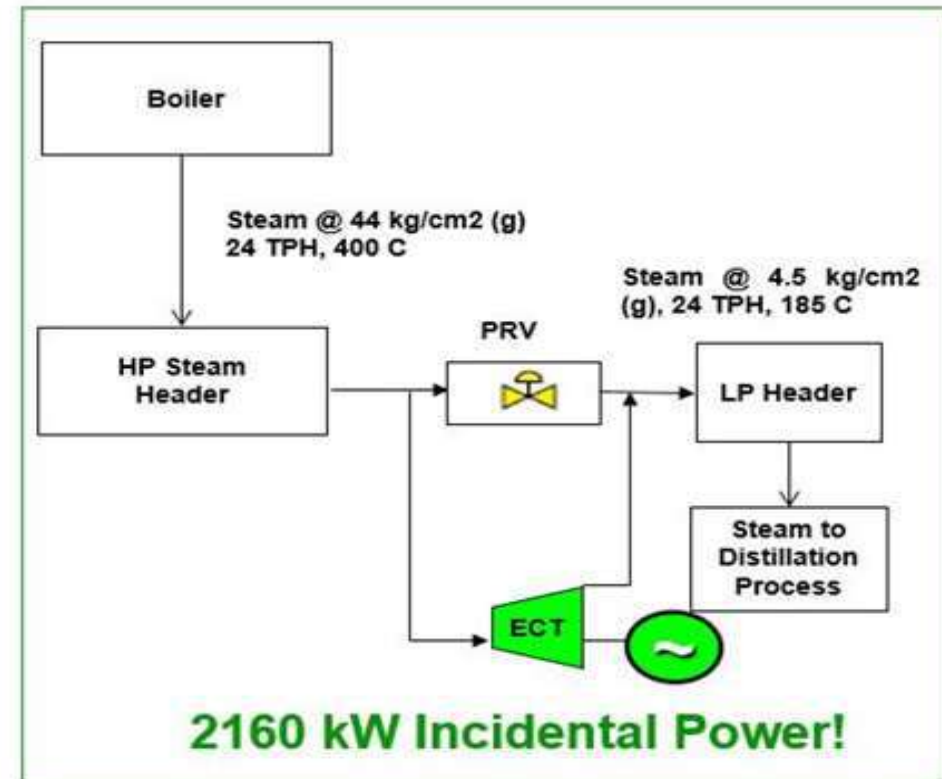 Boiler
Steam @ 44 kg/cm2 (g)
24 TPH, 400 C
Steam @ 4.5 kg/cm2
(g), 24 TPH, 185 C
PRV
HP Steam
Header
LP Header
Steam to
Distillation
Process
ECT
~
2160 kW Incidental Power!